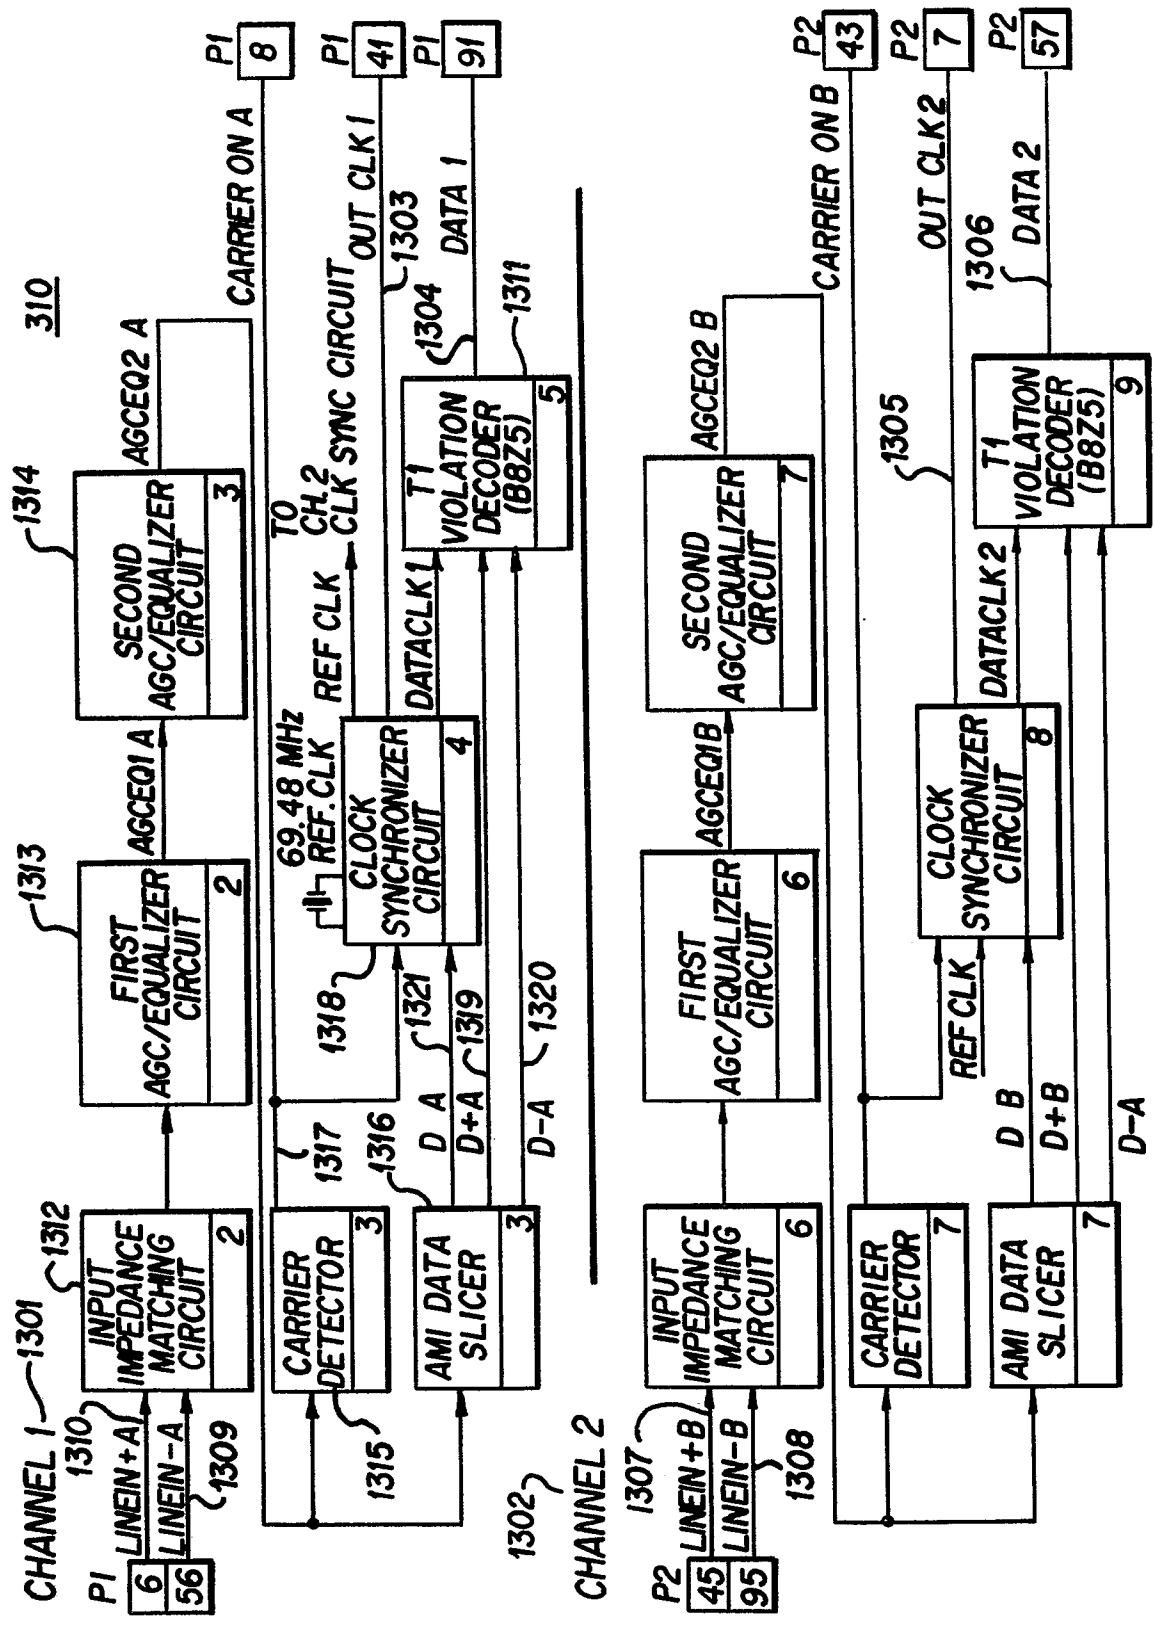 310
CHANNEL 1
1301
P1
6
56
LINEIN+A
LINEIN-A
1310
1309
1312
INPUT
IMPEDANCE
MATCHING
CIRCUIT
2
1313
FIRST
AGC/EQUALIZER
CIRCUIT
2
AGCEQ1 A
1314
SECOND
AGC/EQUALIZER
CIRCUIT
3
AGCEQ2 A
CARRIER ON A
P1
8
CARRIER
DETECTOR
3
1315
1317
AMI DATA
SLICER
3
1316
D A
D+A
D-A
1321
1319
1320
1318
69.48 MHz
REF. CLK
CLOCK
SYNCHRONIZER
CIRCUIT
4
REF CLK
TO
CH.2
CLK SYNC CIRCUIT
OUT CLK 1
1303
P1
41
DATACLK1
T1
VIOLATION
DECODER
(B8Z5)
5
1311
1304
DATA 1
P1
91
1302
CHANNEL 2
P2
45
95
LINEIN+B
LINEIN-B
1307
1308
INPUT
IMPEDANCE
MATCHING
CIRCUIT
6
FIRST
AGC/EQUALIZER
CIRCUIT
6
AGCEQ1B
SECOND
AGC/EQUALIZER
CIRCUIT
7
AGCEQ2 B
CARRIER ON B
P2
43
CARRIER
DETECTOR
7
AMI DATA
SLICER
7
D B
D+B
D-A
REF CLK
CLOCK
SYNCHRONIZER
CIRCUIT
8
1305
OUT CLK2
P2
7
DATACLK2
T1
VIOLATION
DECODER
(B8Z5)
9
1306
DATA 2
P2
57